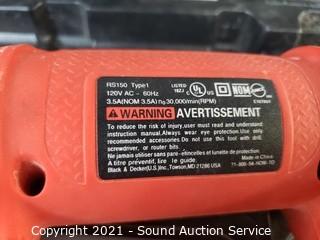 RS150 Type1
120V AC ~ 60Hz
3.5A(NOM 3.5A) n₀30,000/min(RPM)
LISTED
UL
US
NOM
WARNING AVERTISSEMENT
To reduce the risk of injury,user must read and understand
instruction manual.Always wear eye protection.Use only
recommended accessories. Do not use this tool with drill,
screwdriver, or router bits.
Ne jamais utiliser sans pare-étincelles et lunette de protection.
A titre préventif, lire le guide.
Made in China
Black & Decker(U.S.)Inc.,Towson,MD 21286 USA
Copyright 2021 - Sound Auction Service